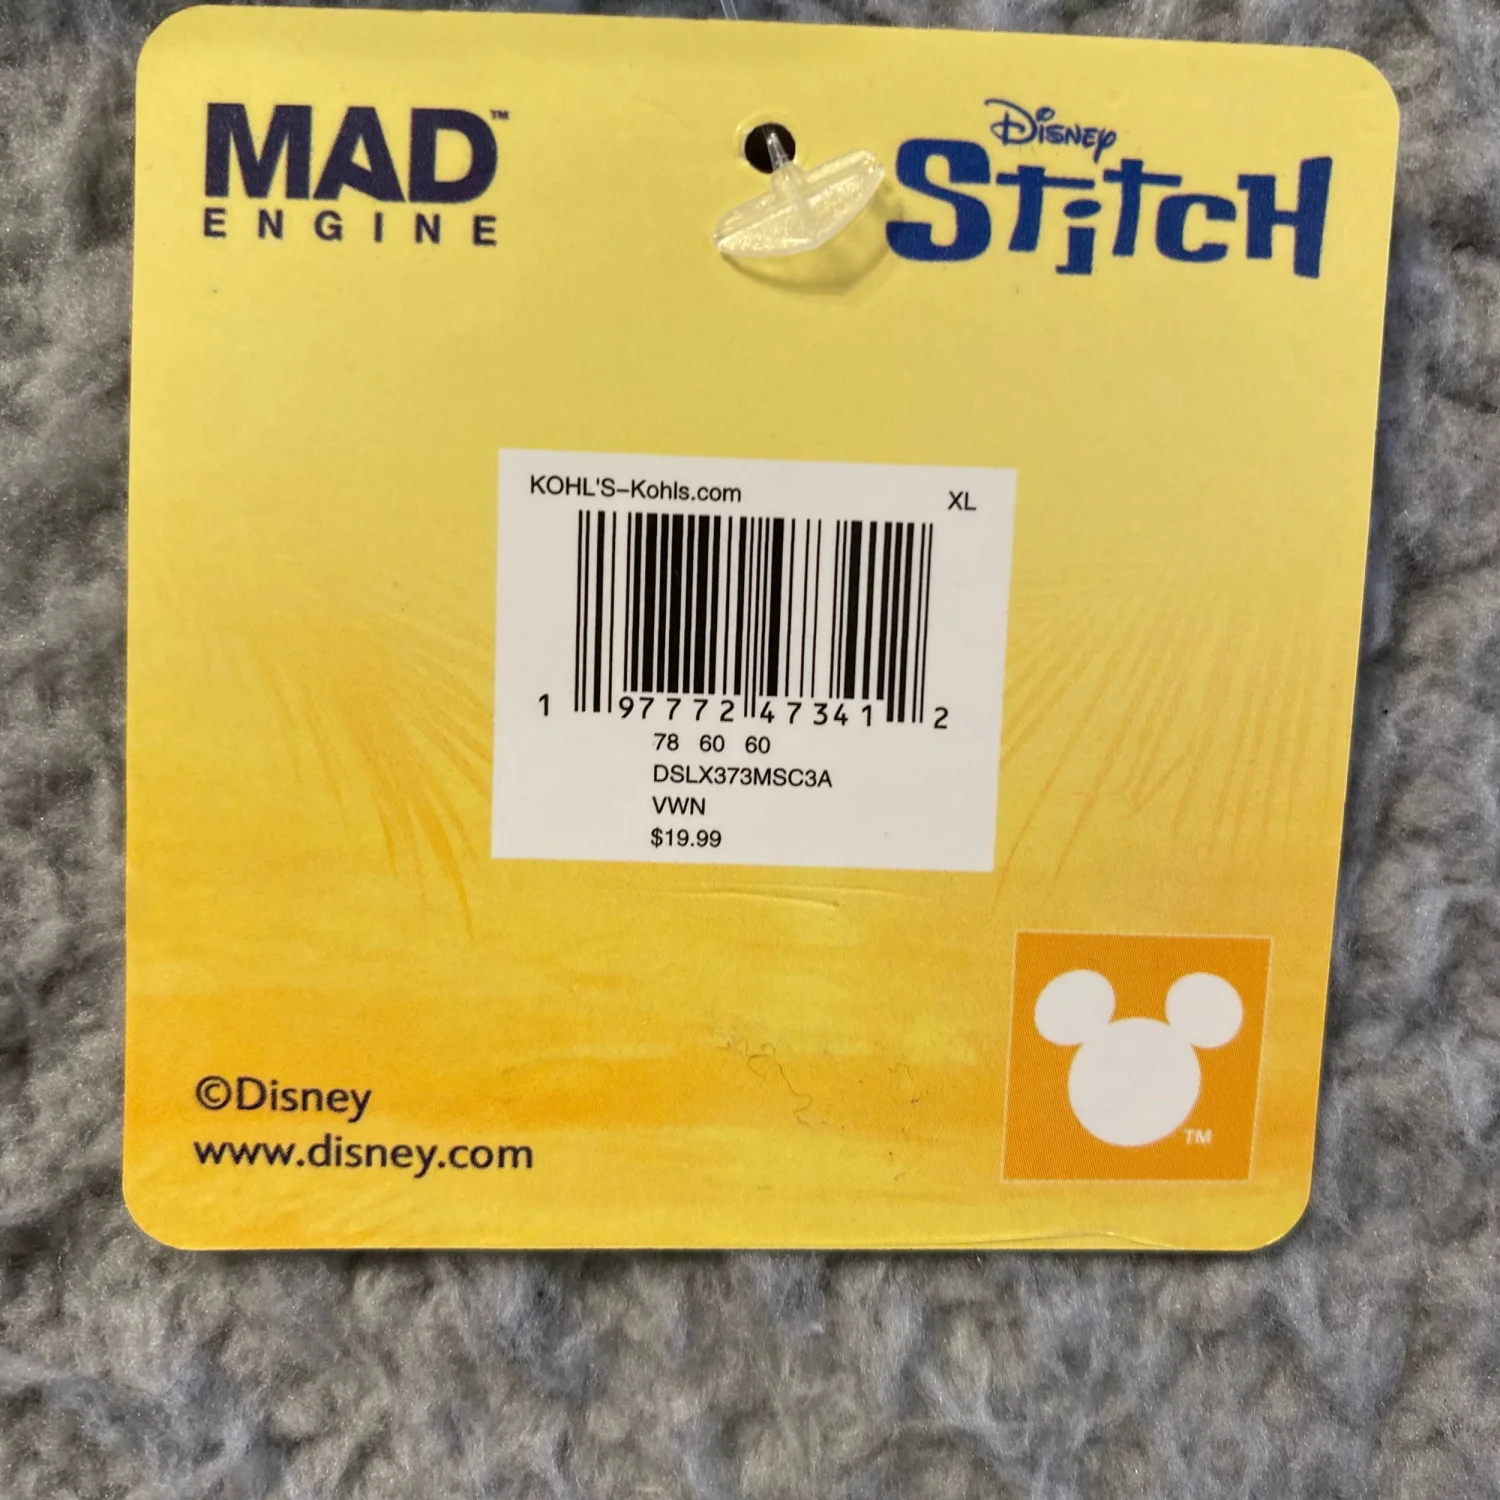 MAD™
ENGINE
Disney
Stitch
KOHL'S–Kohls.com
XL
1 97772 47341 2
78 60 60
DSLX373MSC3A
VWN
$19.99
©Disney
www.disney.com
TM